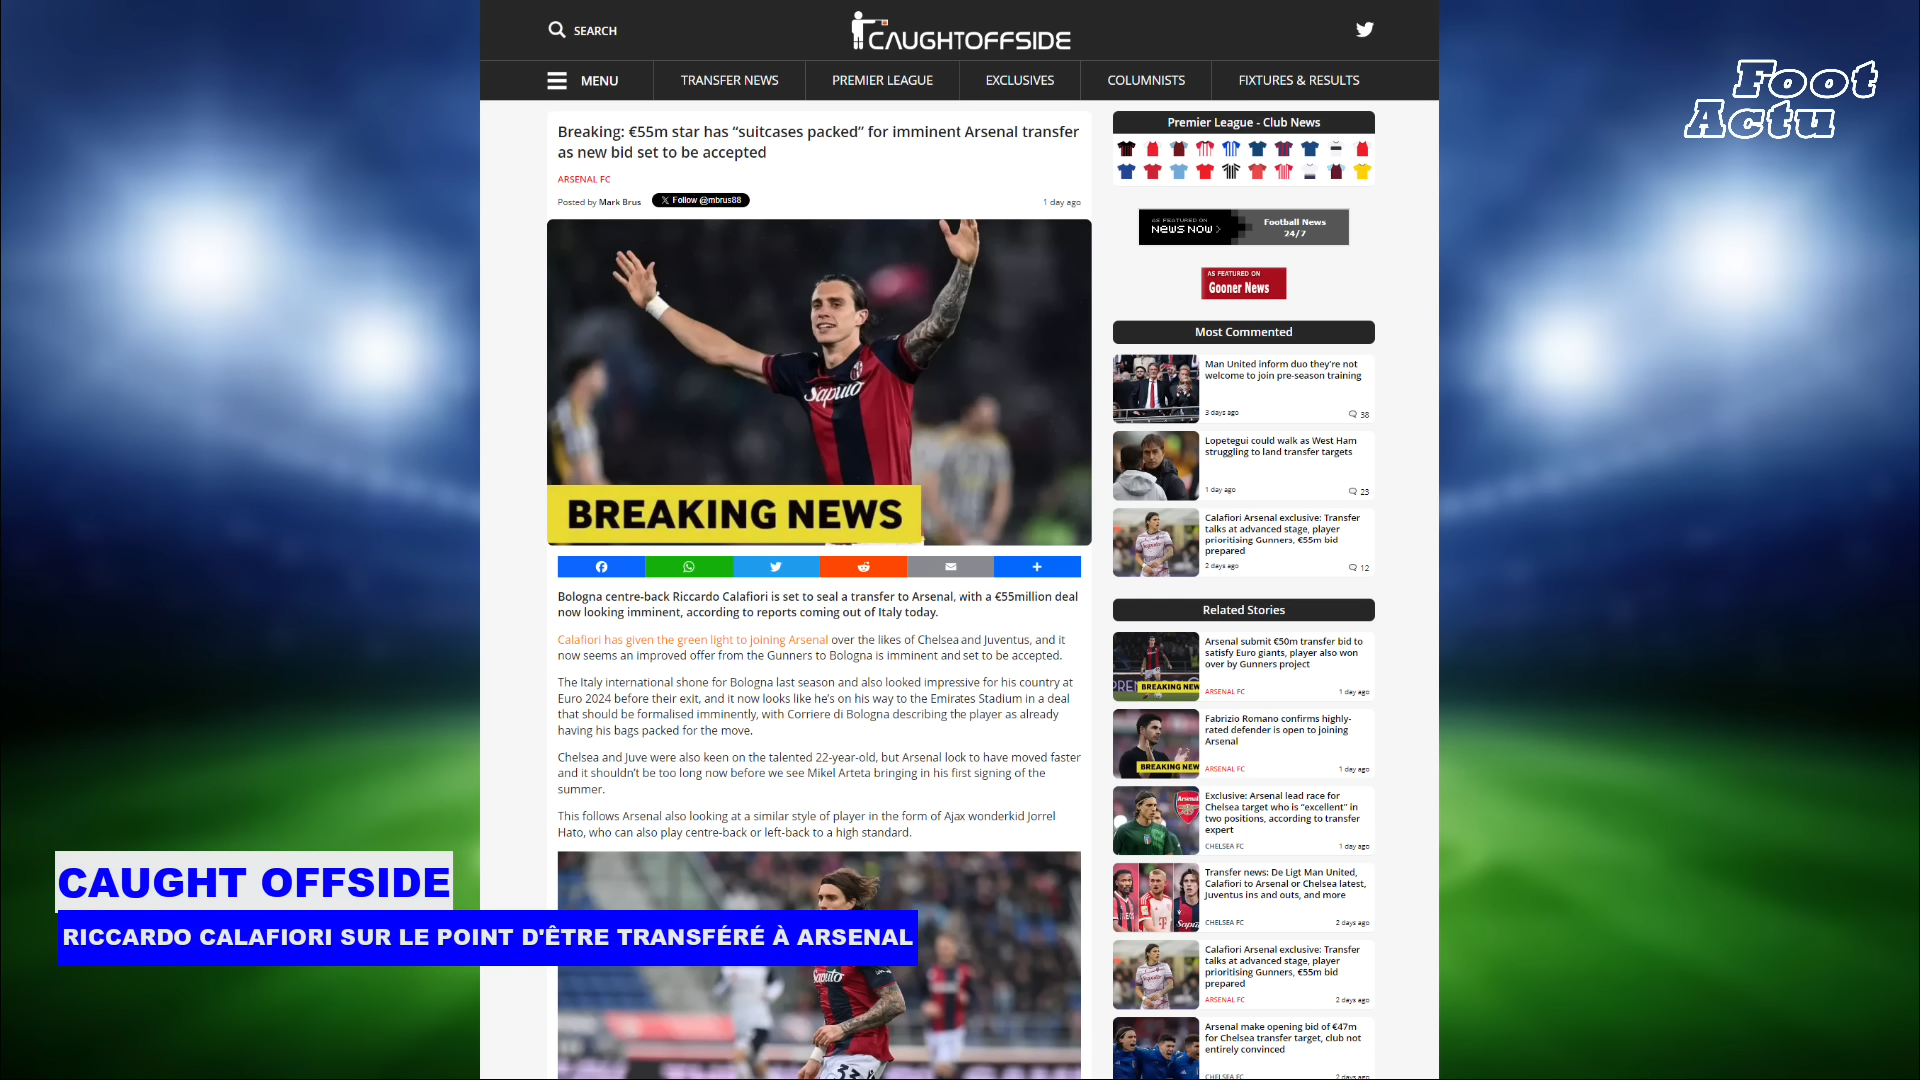 SEARCH
CAUGHTOFFSIDE
MENU
TRANSFER NEWS
PREMIER LEAGUE
EXCLUSIVES
COLUMNISTS
FIXTURES & RESULTS
Foot
Actu
Breaking: €55m star has “suitcases packed” for imminent Arsenal transfer
as new bid set to be accepted
ARSENAL FC
Posted by Mark Brus
X Follow @mbrus88
1 day ago
Saputo
BREAKING NEWS
Bologna centre-back Riccardo Calafiori is set to seal a transfer to Arsenal, with a €55million deal
now looking imminent, according to reports coming out of Italy today.
Calafiori has given the green light to joining Arsenal over the likes of Chelsea and Juventus, and it
now seems an improved offer from the Gunners to Bologna is imminent and set to be accepted.
The Italy international shone for Bologna last season and also looked impressive for his country at
Euro 2024 before their exit, and it now looks like he’s on his way to the Emirates Stadium in a deal
that should be formalised imminently, with Corriere di Bologna describing the player as already
having his bags packed for the move.
Chelsea and Juve were also keen on the talented 22-year-old, but Arsenal look to have moved faster
and it shouldn’t be too long now before we see Mikel Arteta bringing in his first signing of the
summer.
This follows Arsenal also looking at a similar style of player in the form of Ajax wonderkid Jorrel
Hato, who can also play centre-back or left-back to a high standard.
Saputo
33
CAUGHT OFFSIDE
RICCARDO CALAFIORI SUR LE POINT D'ÊTRE TRANSFÉRÉ À ARSENAL
Premier League - Club News
AS FEATURED ON
NEWS NOW >
Football News
24/7
AS FEATURED ON
Gooner News
Most Commented
Man United inform duo they’re not
welcome to join pre-season training
3 days ago
38
Lopetegui could walk as West Ham
struggling to land transfer targets
1 day ago
23
Calafiori Arsenal exclusive: Transfer
talks at advanced stage, player
prioritising Gunners, €55m bid
prepared
2 days ago
12
Related Stories
Arsenal submit €50m transfer bid to
satisfy Euro giants, player also won
over by Gunners project
BREAKING NEW
ARSENAL FC
1 day ago
Fabrizio Romano confirms highly-
rated defender is open to joining
Arsenal
BREAKING NEW
ARSENAL FC
1 day ago
Exclusive: Arsenal lead race for
Chelsea target who is “excellent” in
two positions, according to transfer
expert
Arsenal
CHELSEA FC
1 day ago
Transfer news: De Ligt Man United,
Calafiori to Arsenal or Chelsea latest,
Juventus ins and outs, and more
CHELSEA FC
2 days ago
Calafiori Arsenal exclusive: Transfer
talks at advanced stage, player
prioritising Gunners, €55m bid
prepared
ARSENAL FC
2 days ago
Arsenal make opening bid of €47m
for Chelsea transfer target, club not
entirely convinced
CHELSEA FC
2 days ago